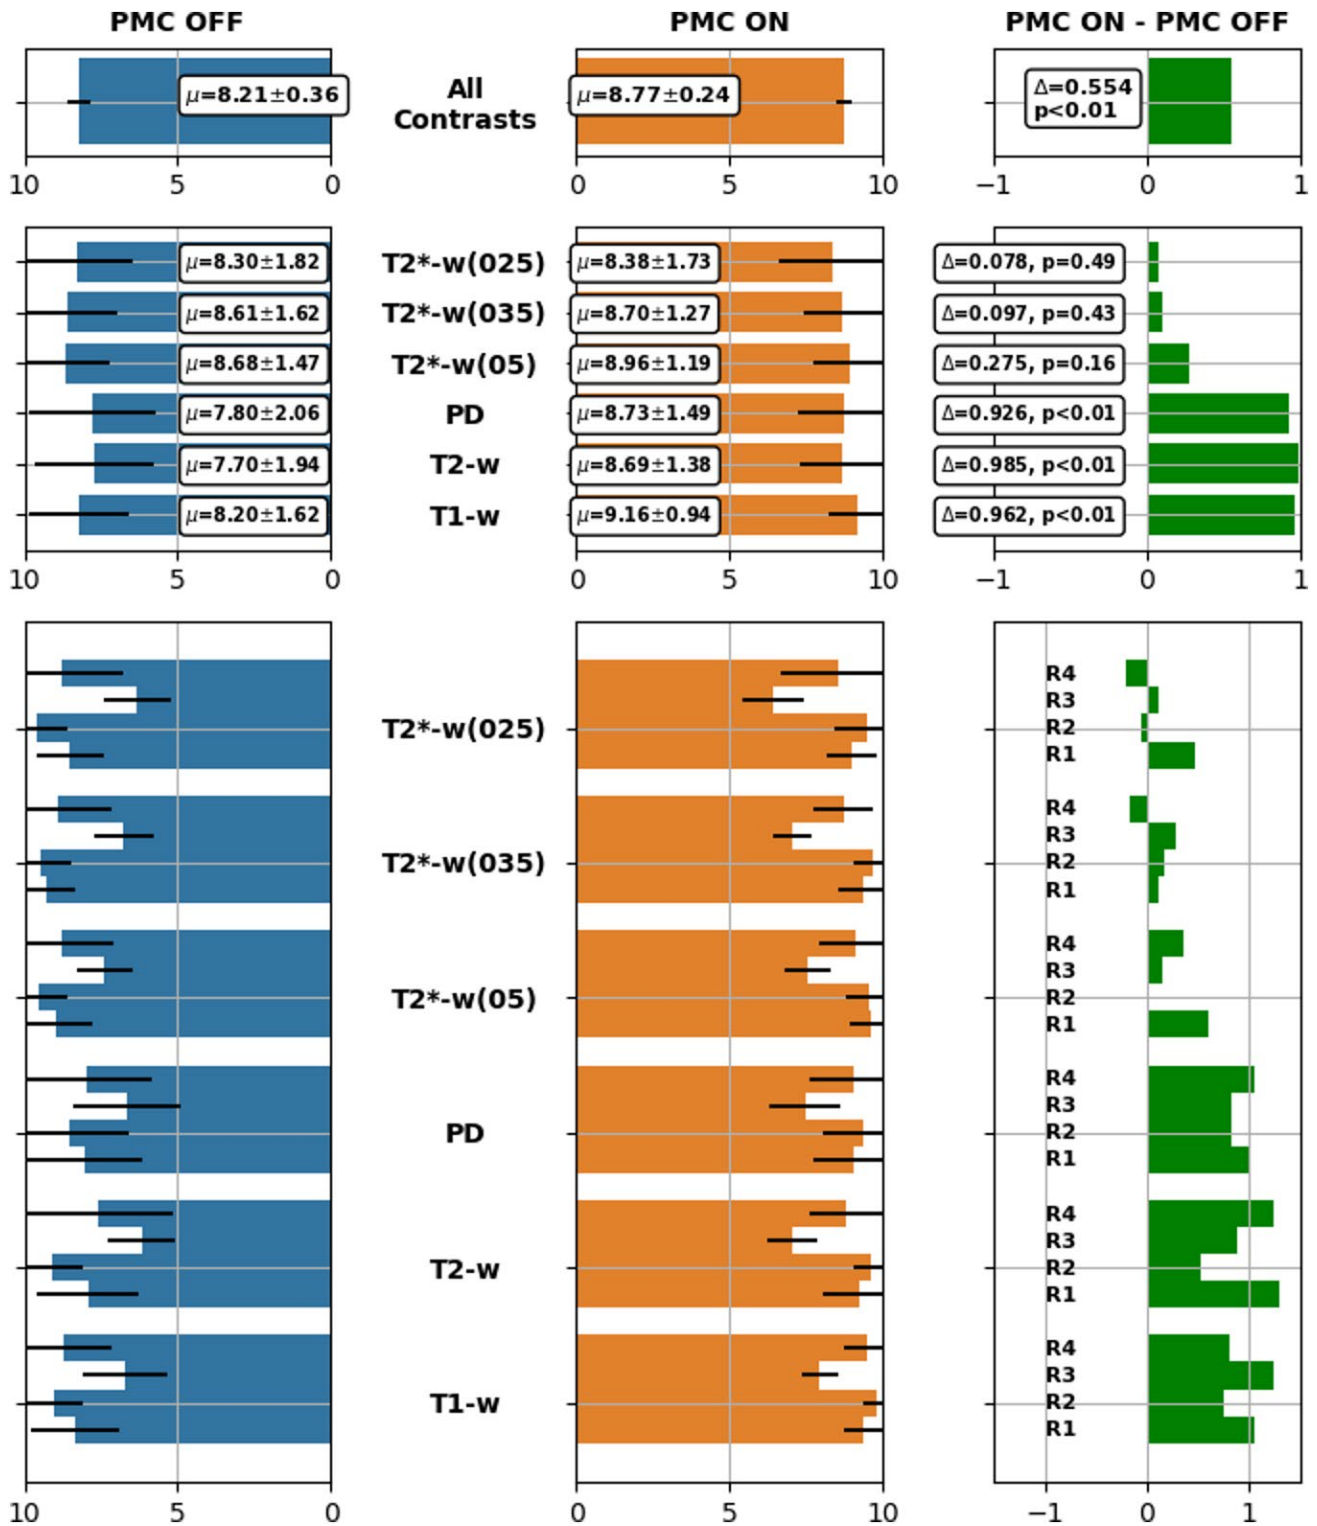 PMC OFF PMC ON PMC ON - PMC OFF
μ=8.21±0.36 All Contrasts μ=8.77±0.24 Δ=0.554
p<0.01
10 5 0 0 5 10 −1 0 1
μ=8.30±1.82 T2*-w(025) μ=8.38±1.73 Δ=0.078, p=0.49
μ=8.61±1.62 T2*-w(035) μ=8.70±1.27 Δ=0.097, p=0.43
μ=8.68±1.47 T2*-w(05) μ=8.96±1.19 Δ=0.275, p=0.16
μ=7.80±2.06 PD μ=8.73±1.49 Δ=0.926, p<0.01
μ=7.70±1.94 T2-w μ=8.69±1.38 Δ=0.985, p<0.01
μ=8.20±1.62 T1-w μ=9.16±0.94 Δ=0.962, p<0.01
10 5 0 0 5 10 −1 0 1
R4
R3
T2*-w(025) R2
R1
R4
R3
T2*-w(035) R2
R1
R4
R3
T2*-w(05) R2
R1
R4
R3
PD R2
R1
R4
R3
T2-w R2
R1
R4
R3
T1-w R2
R1
10 5 0 0 5 10 −1 0 1